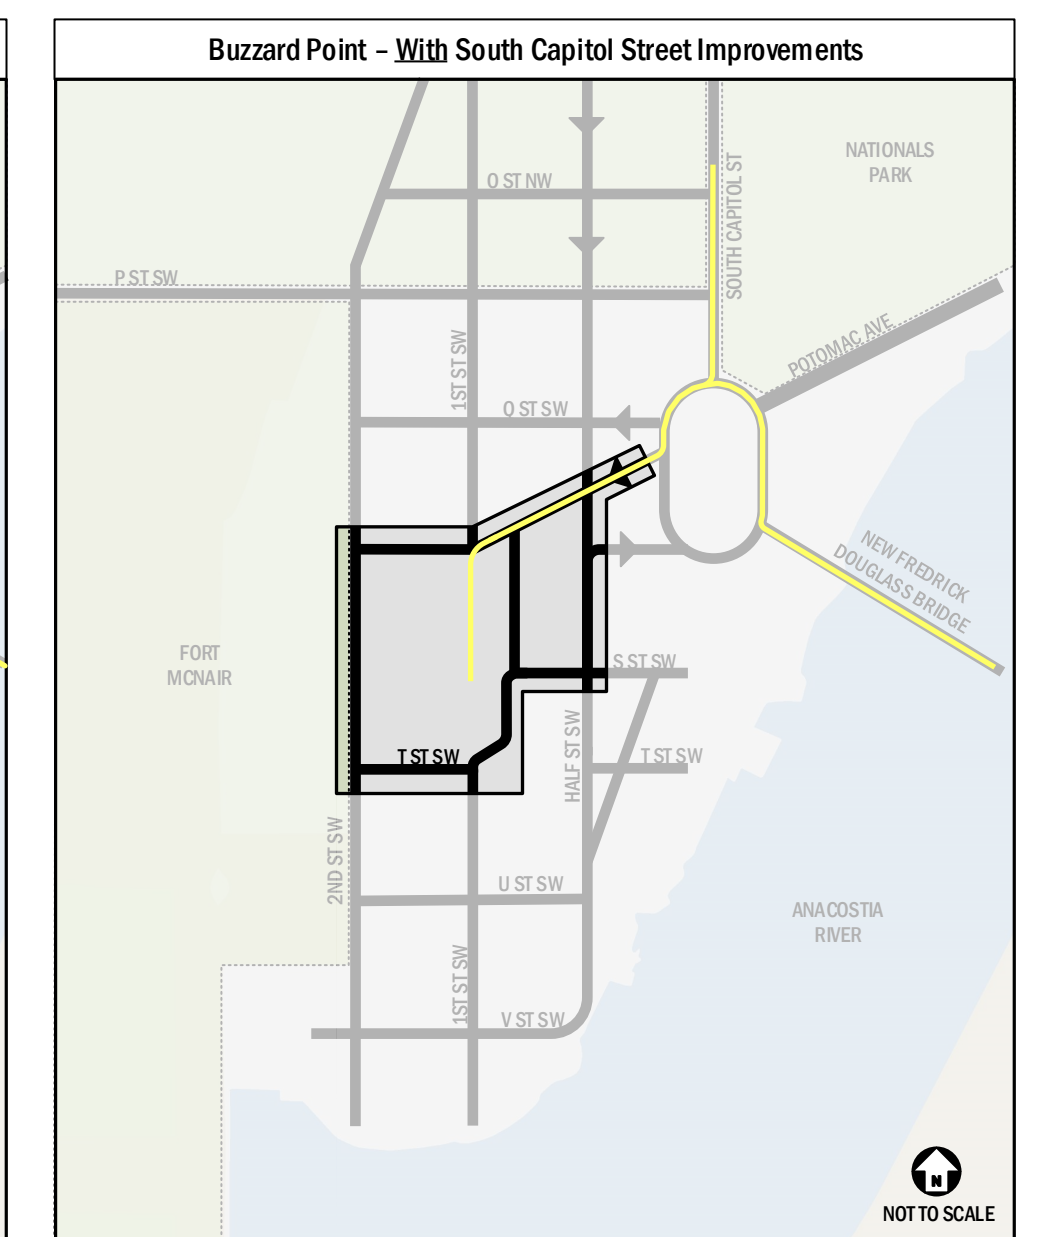 Buzzard Point – With South Capitol Street Improvements
NATIONALS
PARK
O ST NW
SOUTH CAPITOL ST
P ST SW
POTOMAC AVE
1ST ST SW
Q ST SW
NEW FREDRICK
DOUGLASS BRIDGE
FORT
MCNAIR
S ST SW
T ST SW
T ST SW
HALF ST SW
2ND ST SW
U ST SW
ANACOSTIA
RIVER
1ST ST SW
V ST SW
N
NOT TO SCALE